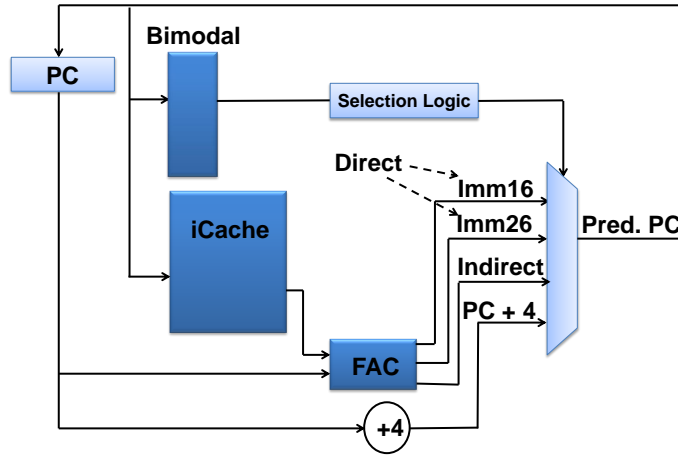 Bimodal
PC
Selection Logic
Direct
Imm16
iCache
Imm26
Pred. PC
Indirect
PC + 4
FAC
+4